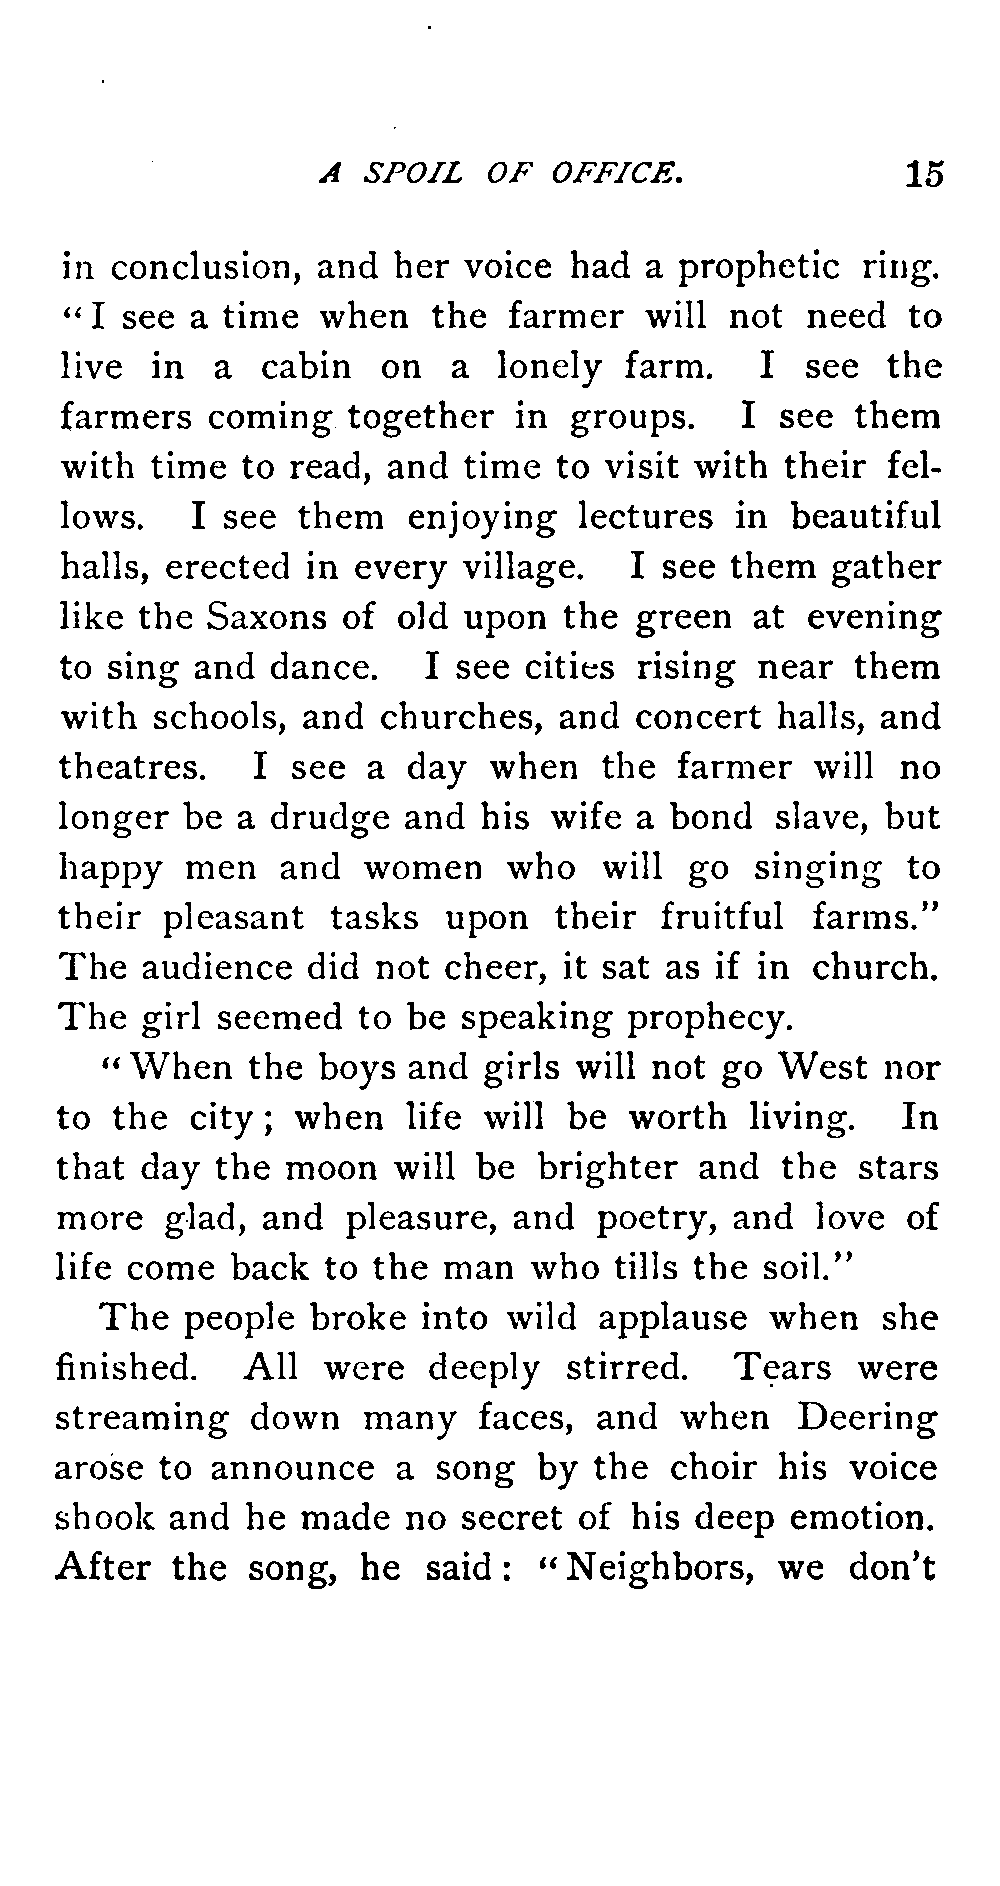 A SPOIL OF OFFICE. 15
in conclusion, and her voice had a prophetic ring.
“I see a time when the farmer will not need to
live in a cabin on a lonely farm. I see the
farmers coming together in groups. I see them
with time to read, and time to visit with their fel-
lows. I see them enjoying lectures in beautiful
halls, erected in every village. I see them gather
like the Saxons of old upon the green at evening
to sing and dance. I see cities rising near them
with schools, and churches, and concert halls, and
theatres. I see a day when the farmer will no
longer be a drudge and his wife a bond slave, but
happy men and women who will go singing to
their pleasant tasks upon their fruitful farms.”
The audience did not cheer, it sat as if in church.
The girl seemed to be speaking prophecy.
“When the boys and girls will not go West nor
to the city; when life will be worth living. In
that day the moon will be brighter and the stars
more glad, and pleasure, and poetry, and love of
life come back to the man who tills the soil.”
The people broke into wild applause when she
finished. All were deeply stirred. Tears were
streaming down many faces, and when Deering
arose to announce a song by the choir his voice
shook and he made no secret of his deep emotion.
After the song, he said: “Neighbors, we don't